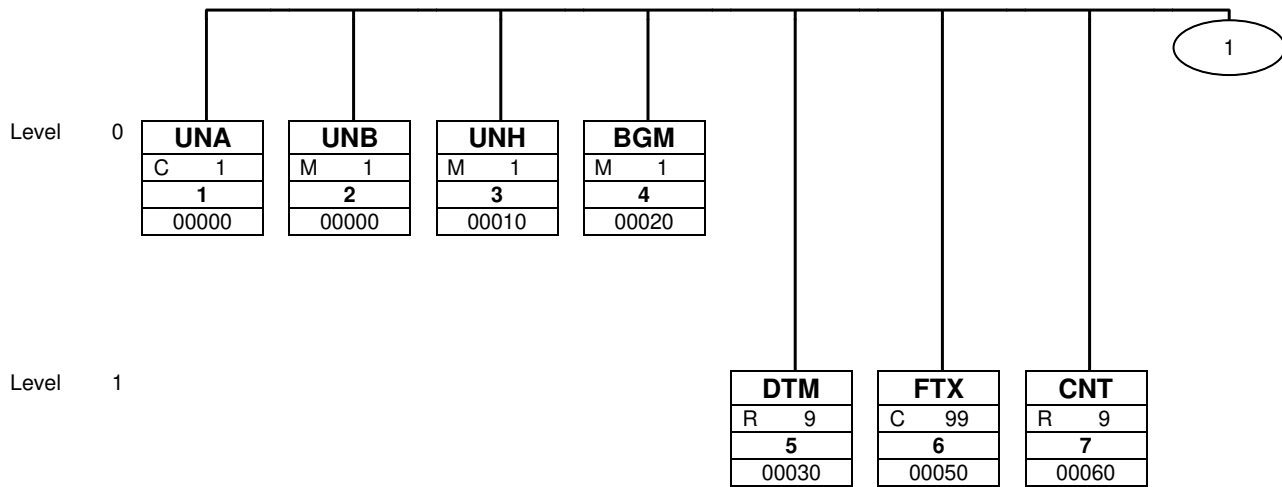 1
Level 0
UNA UNB UNH BGM
C 1 M 1 M 1 M 1
1 2 3 4
00000 00000 00010 00020
Level 1
DTM FTX CNT
R 9 C 99 R 9
5 6 7
00030 00050 00060